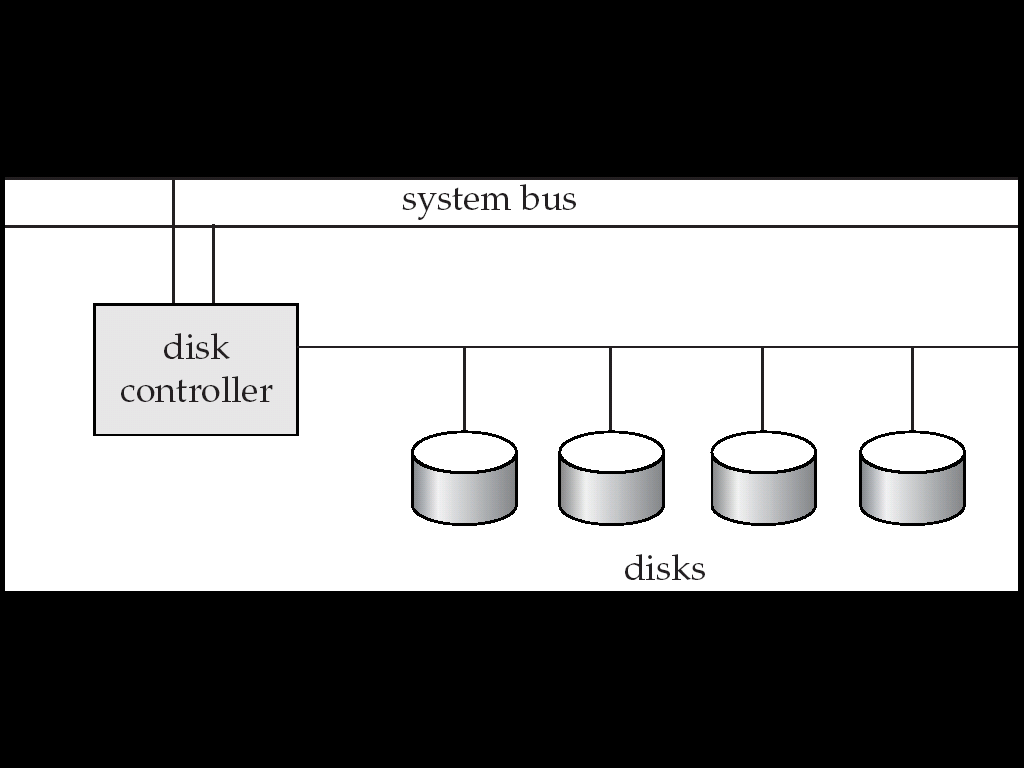 system bus
disk
controller
disks